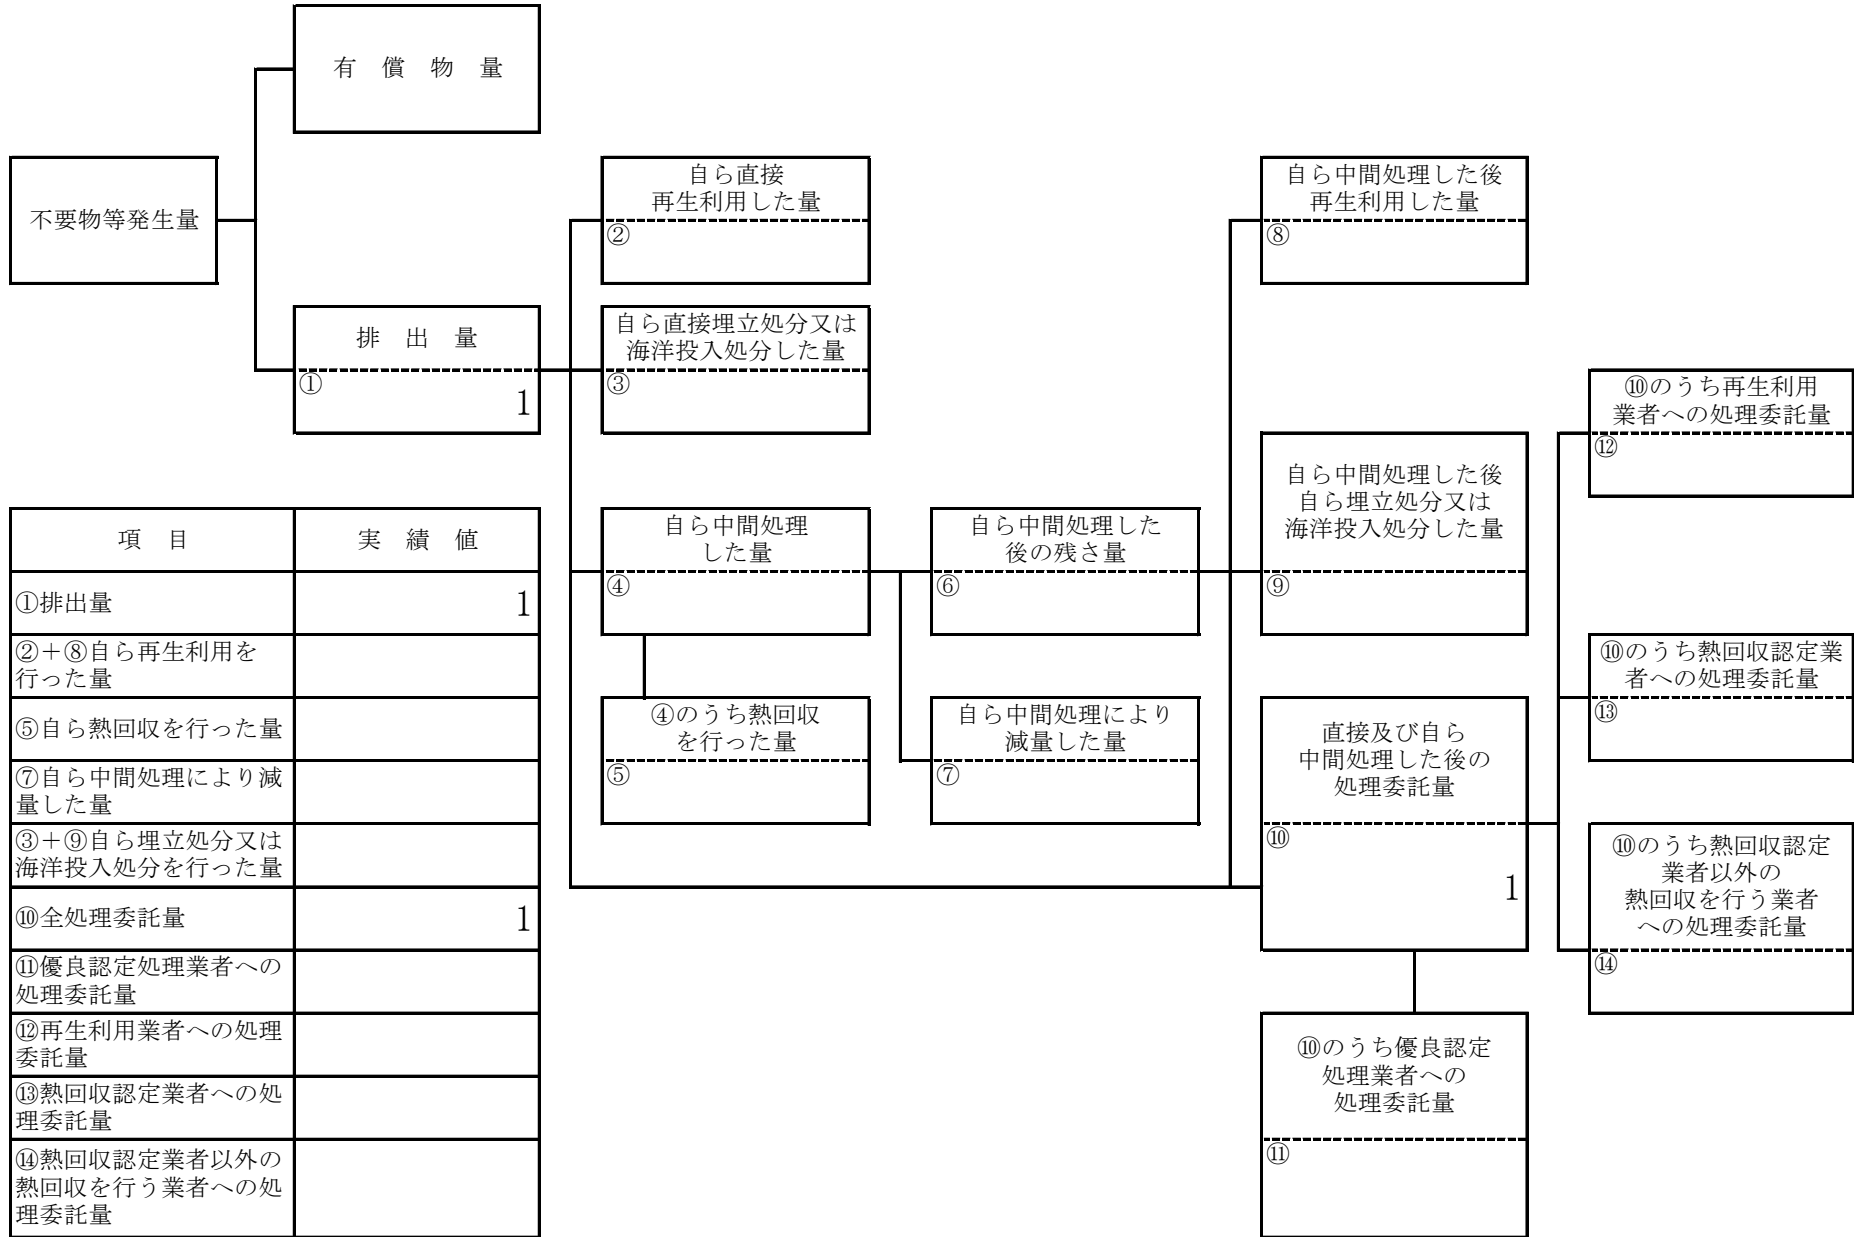 有　償　物　量
不要物等発生量
排　出　量
①
1
自ら直接
再生利用した量
②
自ら直接埋立処分又は
海洋投入処分した量
③
自ら中間処理
した量
④
④のうち熱回収
を行った量
⑤
自ら中間処理した
後の残さ量
⑥
自ら中間処理により
減量した量
⑦
自ら中間処理した後
再生利用した量
⑧
自ら中間処理した後
自ら埋立処分又は
海洋投入処分した量
⑨
直接及び自ら
中間処理した後の
処理委託量
⑩
1
⑩のうち優良認定
処理業者への
処理委託量
⑪
⑩のうち再生利用
業者への処理委託量
⑫
⑩のうち熱回収認定業
者への処理委託量
⑬
⑩のうち熱回収認定
業者以外の
熱回収を行う業者
への処理委託量
⑭
項　目　実　績　値
①排出量　1
②＋⑧自ら再生利用を
行った量
⑤自ら熱回収を行った量
⑦自ら中間処理により減
量した量
③＋⑨自ら埋立処分又は
海洋投入処分を行った量
⑩全処理委託量　1
⑪優良認定処理業者への
処理委託量
⑫再生利用業者への処理
委託量
⑬熱回収認定業者への処
理委託量
⑭熱回収認定業者以外の
熱回収を行う業者への処
理委託量